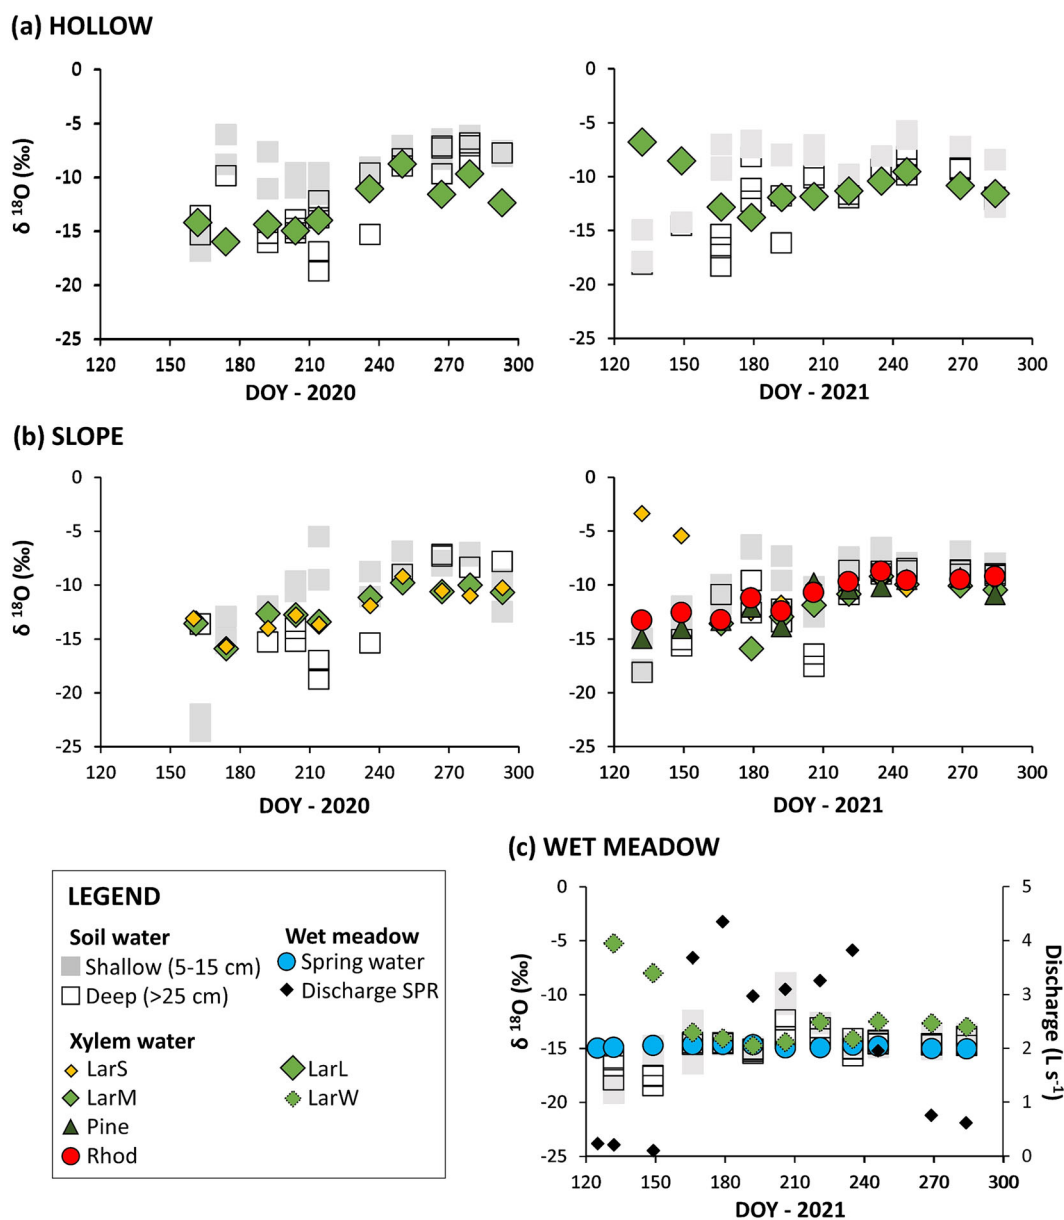 (a) HOLLOW
0
-5
-10
-15
-20
-25
δ ¹⁸O (‰)
120 150 180 210 240 270 300
DOY - 2020
0
-5
-10
-15
-20
-25
120 150 180 210 240 270 300
DOY - 2021
(b) SLOPE
0
-5
-10
-15
-20
-25
δ ¹⁸O (‰)
120 150 180 210 240 270 300
DOY - 2020
0
-5
-10
-15
-20
-25
120 150 180 210 240 270 300
DOY - 2021
(c) WET MEADOW
0
-5
-10
-15
-20
-25
δ ¹⁸O (‰)
5
4
3
2
1
0
Discharge (L s⁻¹)
120 150 180 210 240 270 300
DOY - 2021
LEGEND
Soil water
Shallow (5-15 cm)
Deep (>25 cm)
Wet meadow
Spring water
Discharge SPR
Xylem water
LarS
LarM
Pine
Rhod
LarL
LarW